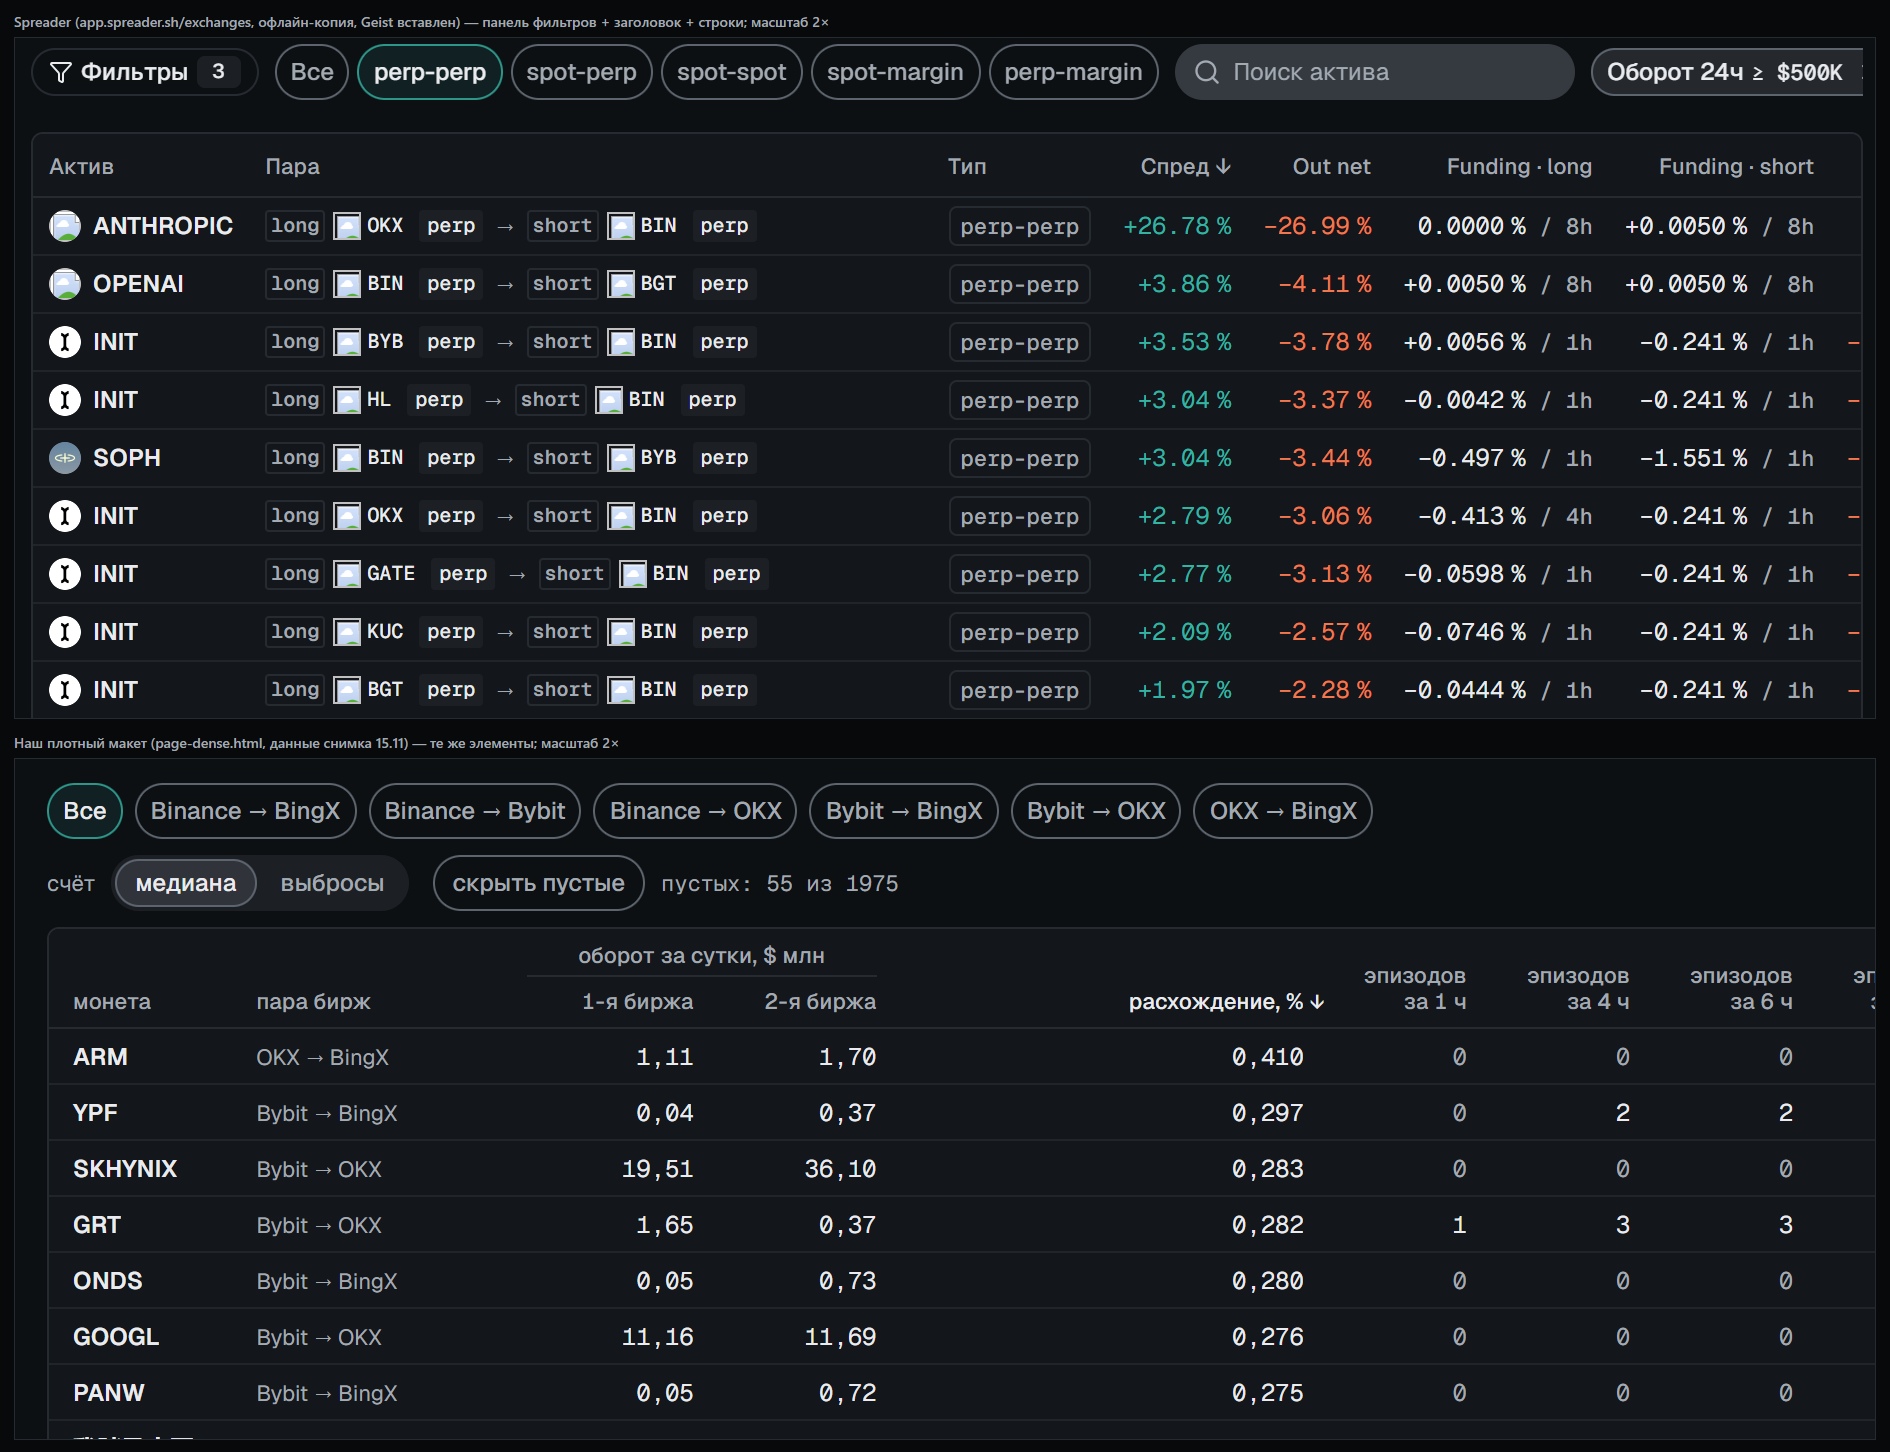 Spreader (app.spreader.sh/exchanges, офлайн-копия, Geist вставлен) — панель фильтров + заголовок + строки; масштаб 2×
Фильтры 3 Все perp-perp spot-perp spot-spot spot-margin perp-margin Поиск актива Оборот 24ч ≥ $500K
Актив Пара Тип Спред ↓ Out net Funding · long Funding · short
ANTHROPIC long OKX perp → short BIN perp perp-perp +26.78 % −26.99 % 0.0000 % / 8h +0.0050 % / 8h
OPENAI long BIN perp → short BGT perp perp-perp +3.86 % −4.11 % +0.0050 % / 8h +0.0050 % / 8h
INIT long BYB perp → short BIN perp perp-perp +3.53 % −3.78 % +0.0056 % / 1h −0.241 % / 1h −
INIT long HL perp → short BIN perp perp-perp +3.04 % −3.37 % −0.0042 % / 1h −0.241 % / 1h −
SOPH long BIN perp → short BYB perp perp-perp +3.04 % −3.44 % −0.497 % / 1h −1.551 % / 1h −
INIT long OKX perp → short BIN perp perp-perp +2.79 % −3.06 % −0.413 % / 4h −0.241 % / 1h −
INIT long GATE perp → short BIN perp perp-perp +2.77 % −3.13 % −0.0598 % / 1h −0.241 % / 1h −
INIT long KUC perp → short BIN perp perp-perp +2.09 % −2.57 % −0.0746 % / 1h −0.241 % / 1h −
INIT long BGT perp → short BIN perp perp-perp +1.97 % −2.28 % −0.0444 % / 1h −0.241 % / 1h −
Наш плотный макет (page-dense.html, данные снимка 15.11) — те же элементы; масштаб 2×
Все Binance → BingX Binance → Bybit Binance → OKX Bybit → BingX Bybit → OKX OKX → BingX
счёт медиана выбросы скрыть пустые пустых: 55 из 1975
оборот за сутки, $ млн
эпизодов эпизодов эпизодов эп
монета пара бирж 1-я биржа 2-я биржа расхождение, % ↓ за 1 ч за 4 ч за 6 ч
ARM OKX → BingX 1,11 1,70 0,410 0 0 0
YPF Bybit → BingX 0,04 0,37 0,297 0 2 2
SKHYNIX Bybit → OKX 19,51 36,10 0,283 0 0 0
GRT Bybit → OKX 1,65 0,37 0,282 1 3 3
ONDS Bybit → BingX 0,05 0,73 0,280 0 0 0
GOOGL Bybit → OKX 11,16 11,69 0,276 0 0 0
PANW Bybit → BingX 0,05 0,72 0,275 0 0 0